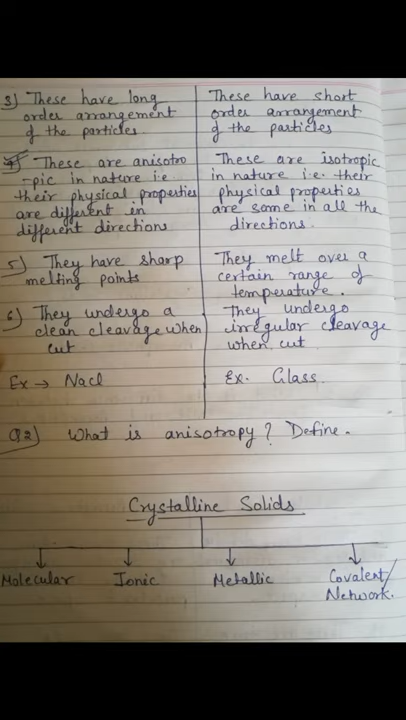 3) These have long
order arrangement
of the particles.
These have short
order arrangement
of the particles
4) These are anisotro
-pic in nature i.e
their physical properties
are different in
different directions
These are isotropic
in nature i.e. their
physical properties
are same in all the
directions.
5) They have sharp
melting points
They melt over a
certain range of
temperature.
6) They undergo a
clean cleavage when
cut
They undergo
irregular cleavage
when cut
Ex → Nacl
Ex. Glass.
Q2) What is anisotropy? Define.
Crystalline Solids
Molecular Ionic Metallic Covalent/
Network.